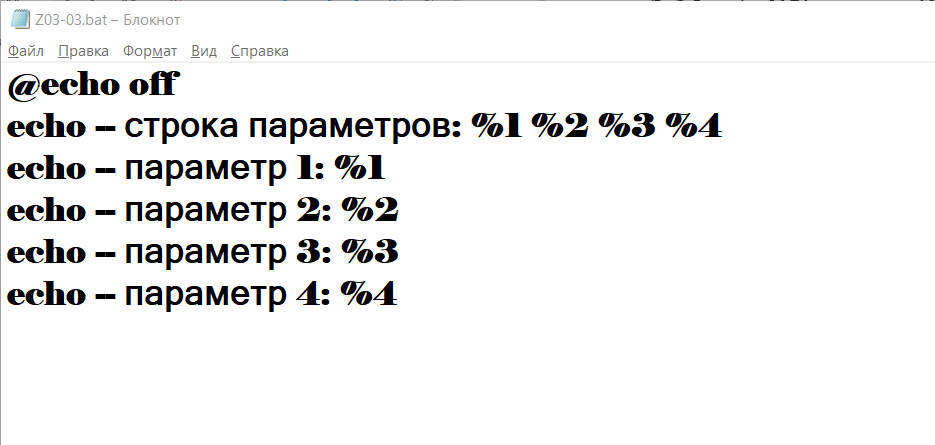 Z03-03.bat – Блокнот
Файл Правка Формат Вид Справка
@echo off
echo -- строка параметров: %1 %2 %3 %4
echo -- параметр 1: %1
echo -- параметр 2: %2
echo -- параметр 3: %3
echo -- параметр 4: %4